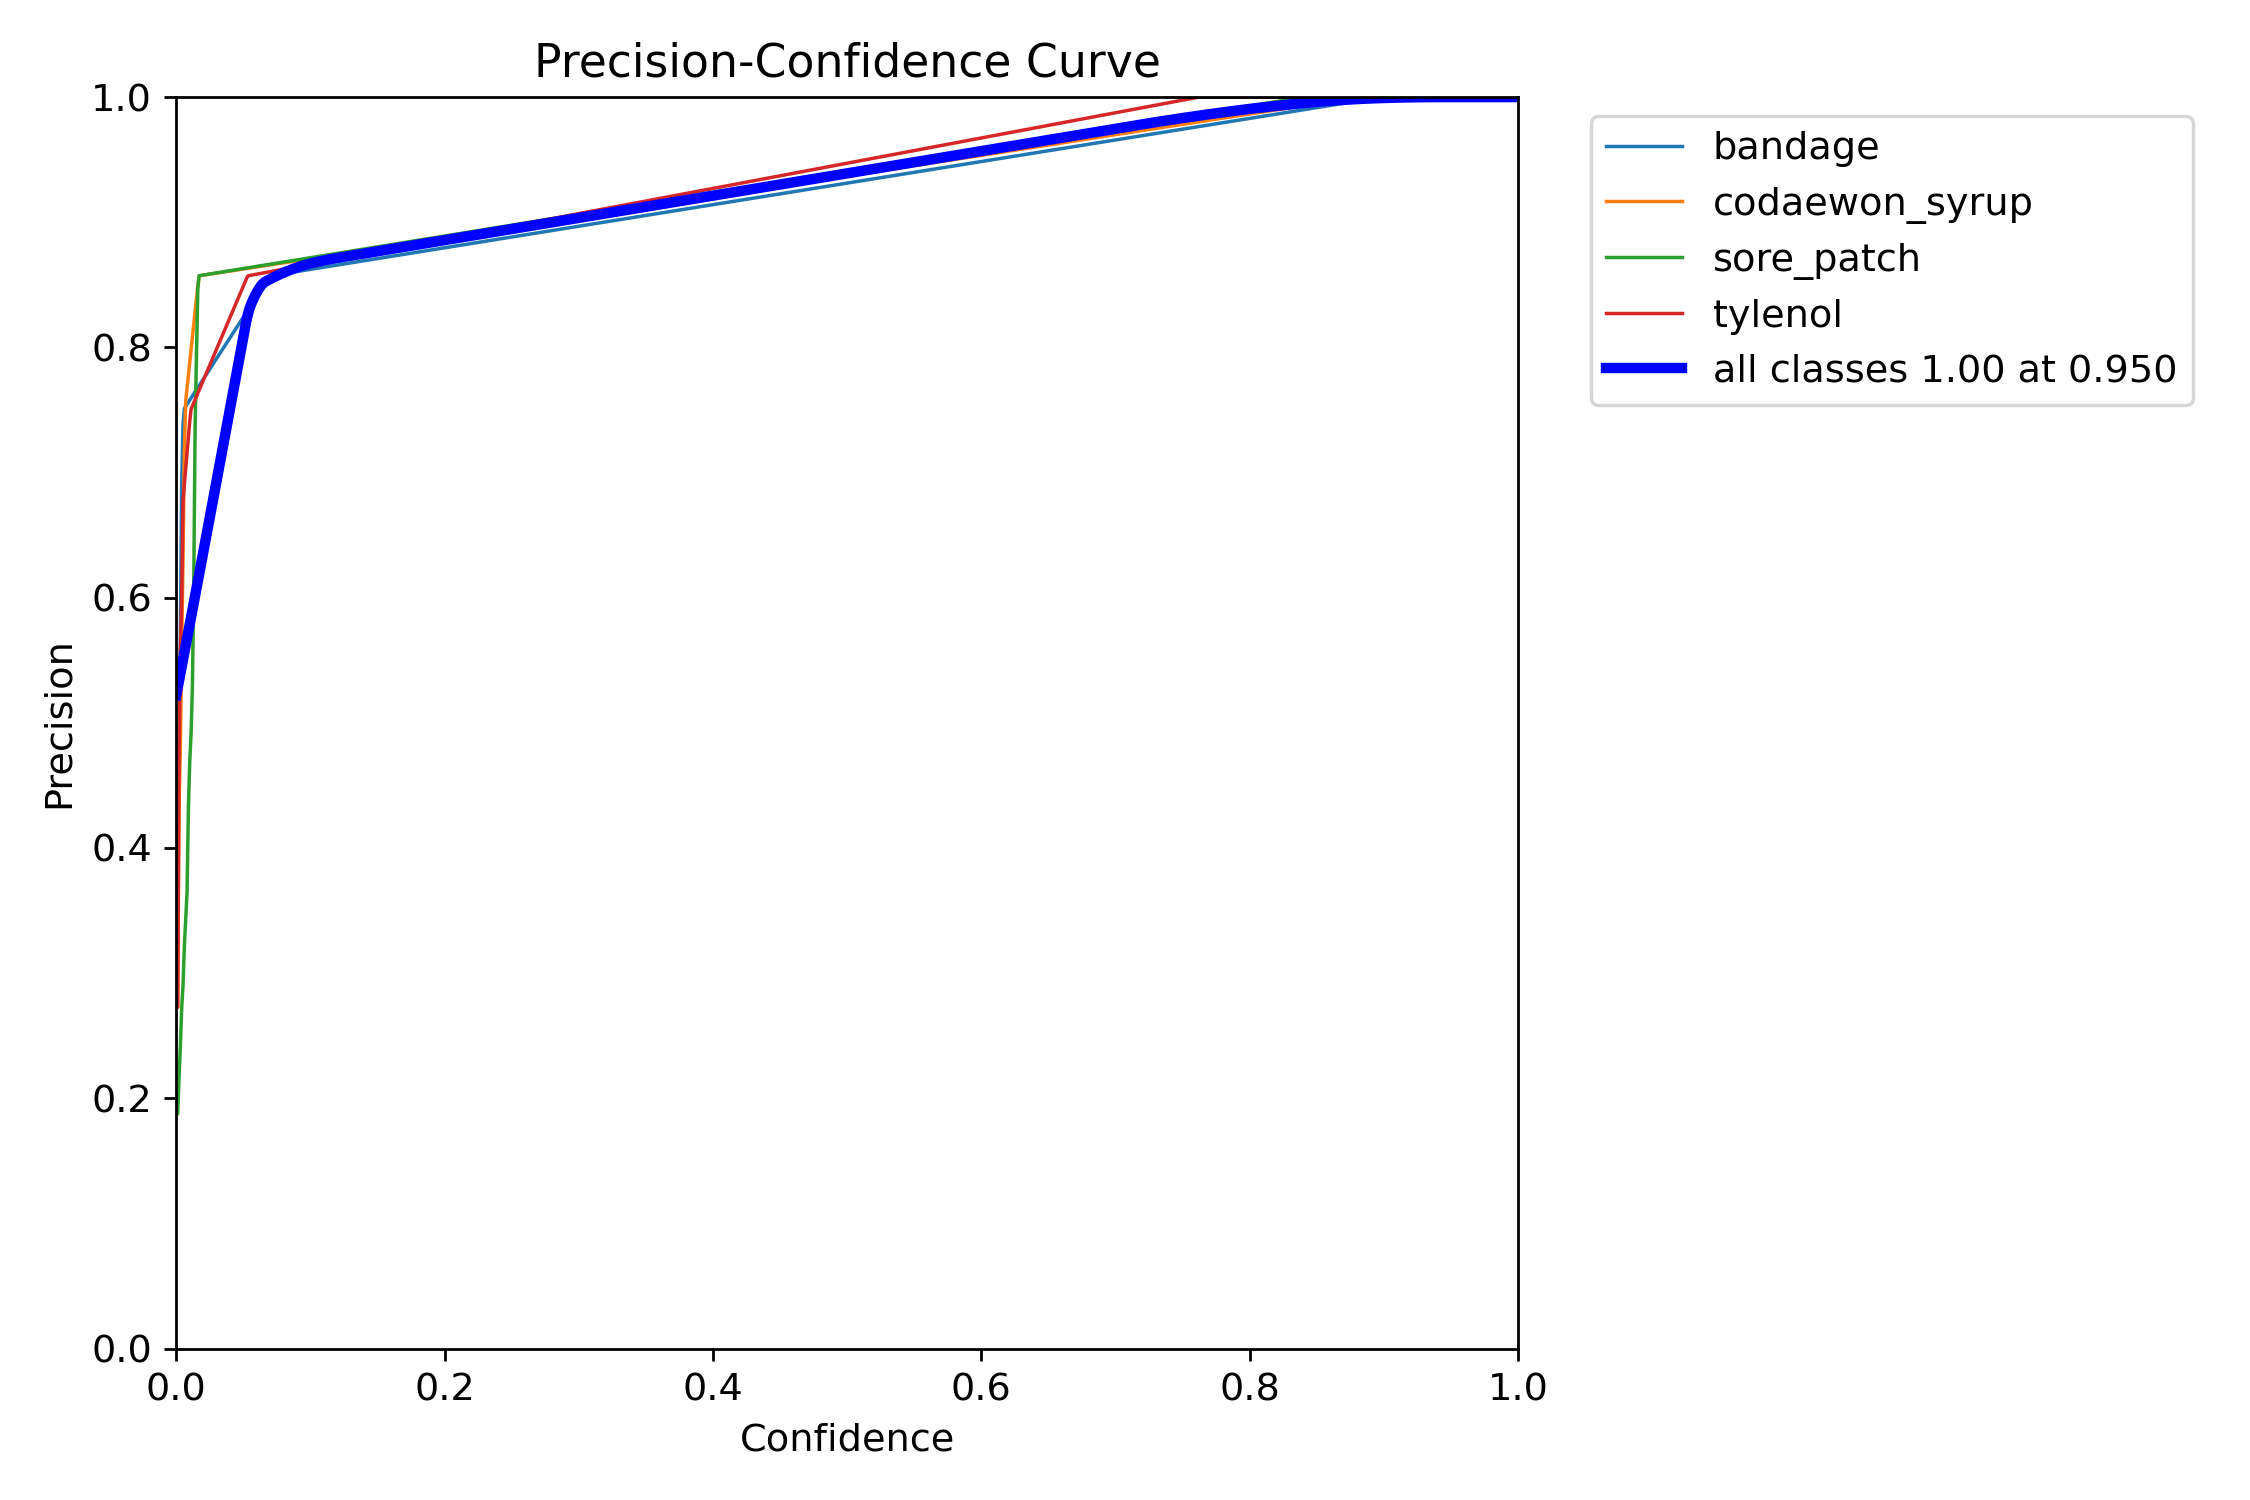 Precision-Confidence Curve
1.0
0.8
0.6
0.4
0.2
0.0
Precision
0.0 0.2 0.4 0.6 0.8 1.0
Confidence
bandage
codaewon_syrup
sore_patch
tylenol
all classes 1.00 at 0.950